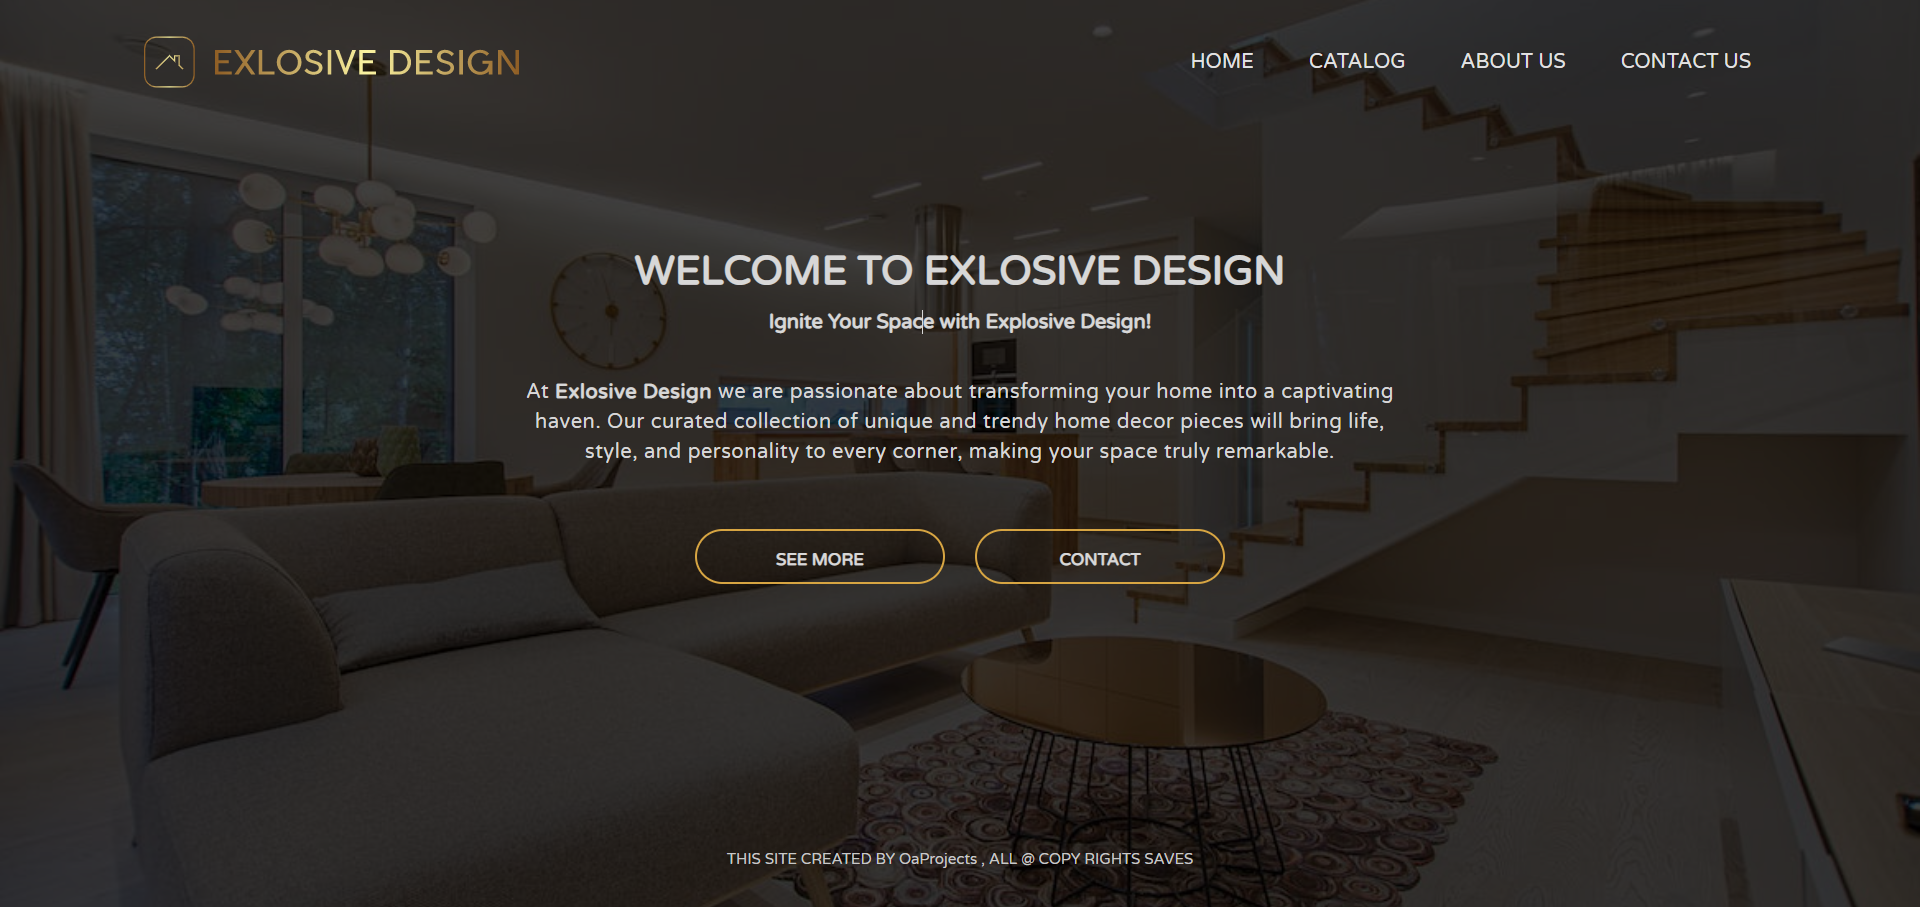 EXLOSIVE DESIGN
HOME
CATALOG
ABOUT US
CONTACT US
WELCOME TO EXLOSIVE DESIGN
Ignite Your Space with Explosive Design!
At Exlosive Design we are passionate about transforming your home into a captivating
haven. Our curated collection of unique and trendy home decor pieces will bring life,
style, and personality to every corner, making your space truly remarkable.
SEE MORE
CONTACT
THIS SITE CREATED BY OaProjects , ALL @ COPY RIGHTS SAVES